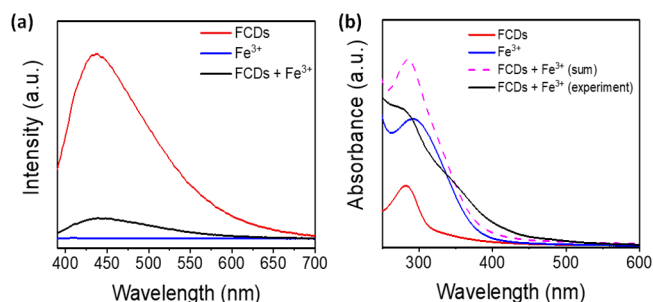 (a)
FCDs
Fe³⁺
FCDs + Fe³⁺
Intensity (a.u.)
400 450 500 550 600 650 700
Wavelength (nm)
(b)
FCDs
Fe³⁺
FCDs + Fe³⁺ (sum)
FCDs + Fe³⁺ (experiment)
Absorbance (a.u.)
300 400 500 600
Wavelength (nm)